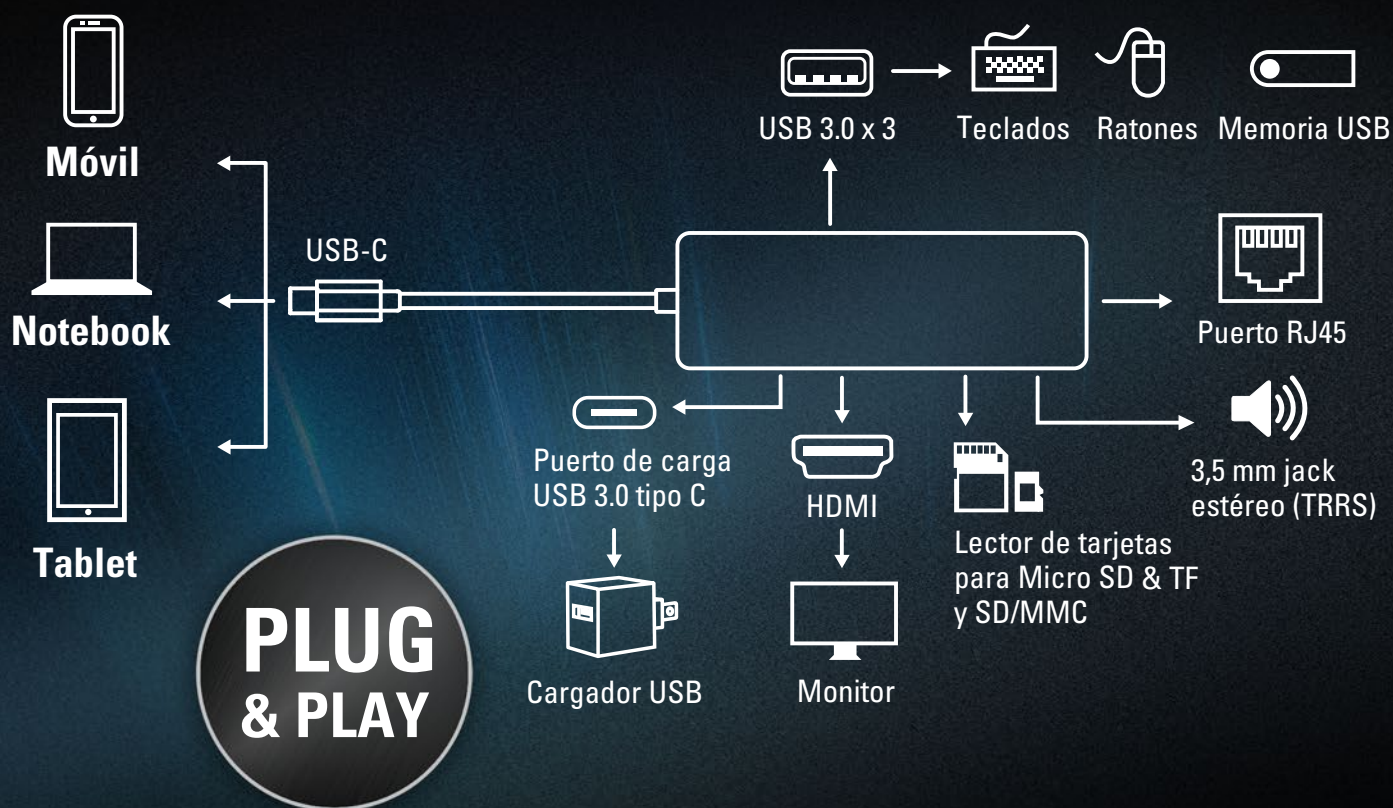 Móvil
Notebook
Tablet
USB-C
USB 3.0 x 3
Teclados
Ratones
Memoria USB
Puerto RJ45
3,5 mm jack
estéreo (TRRS)
Puerto de carga
USB 3.0 tipo C
Cargador USB
HDMI
Monitor
Lector de tarjetas
para Micro SD & TF
y SD/MMC
PLUG
& PLAY